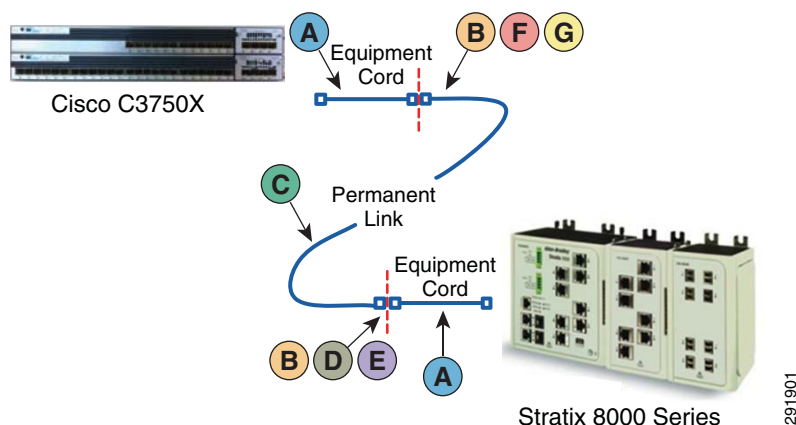 A
Equipment
Cord
B F G
Cisco C3750X
C
Permanent
Link
Equipment
Cord
B D E
A
Stratix 8000 Series
291901